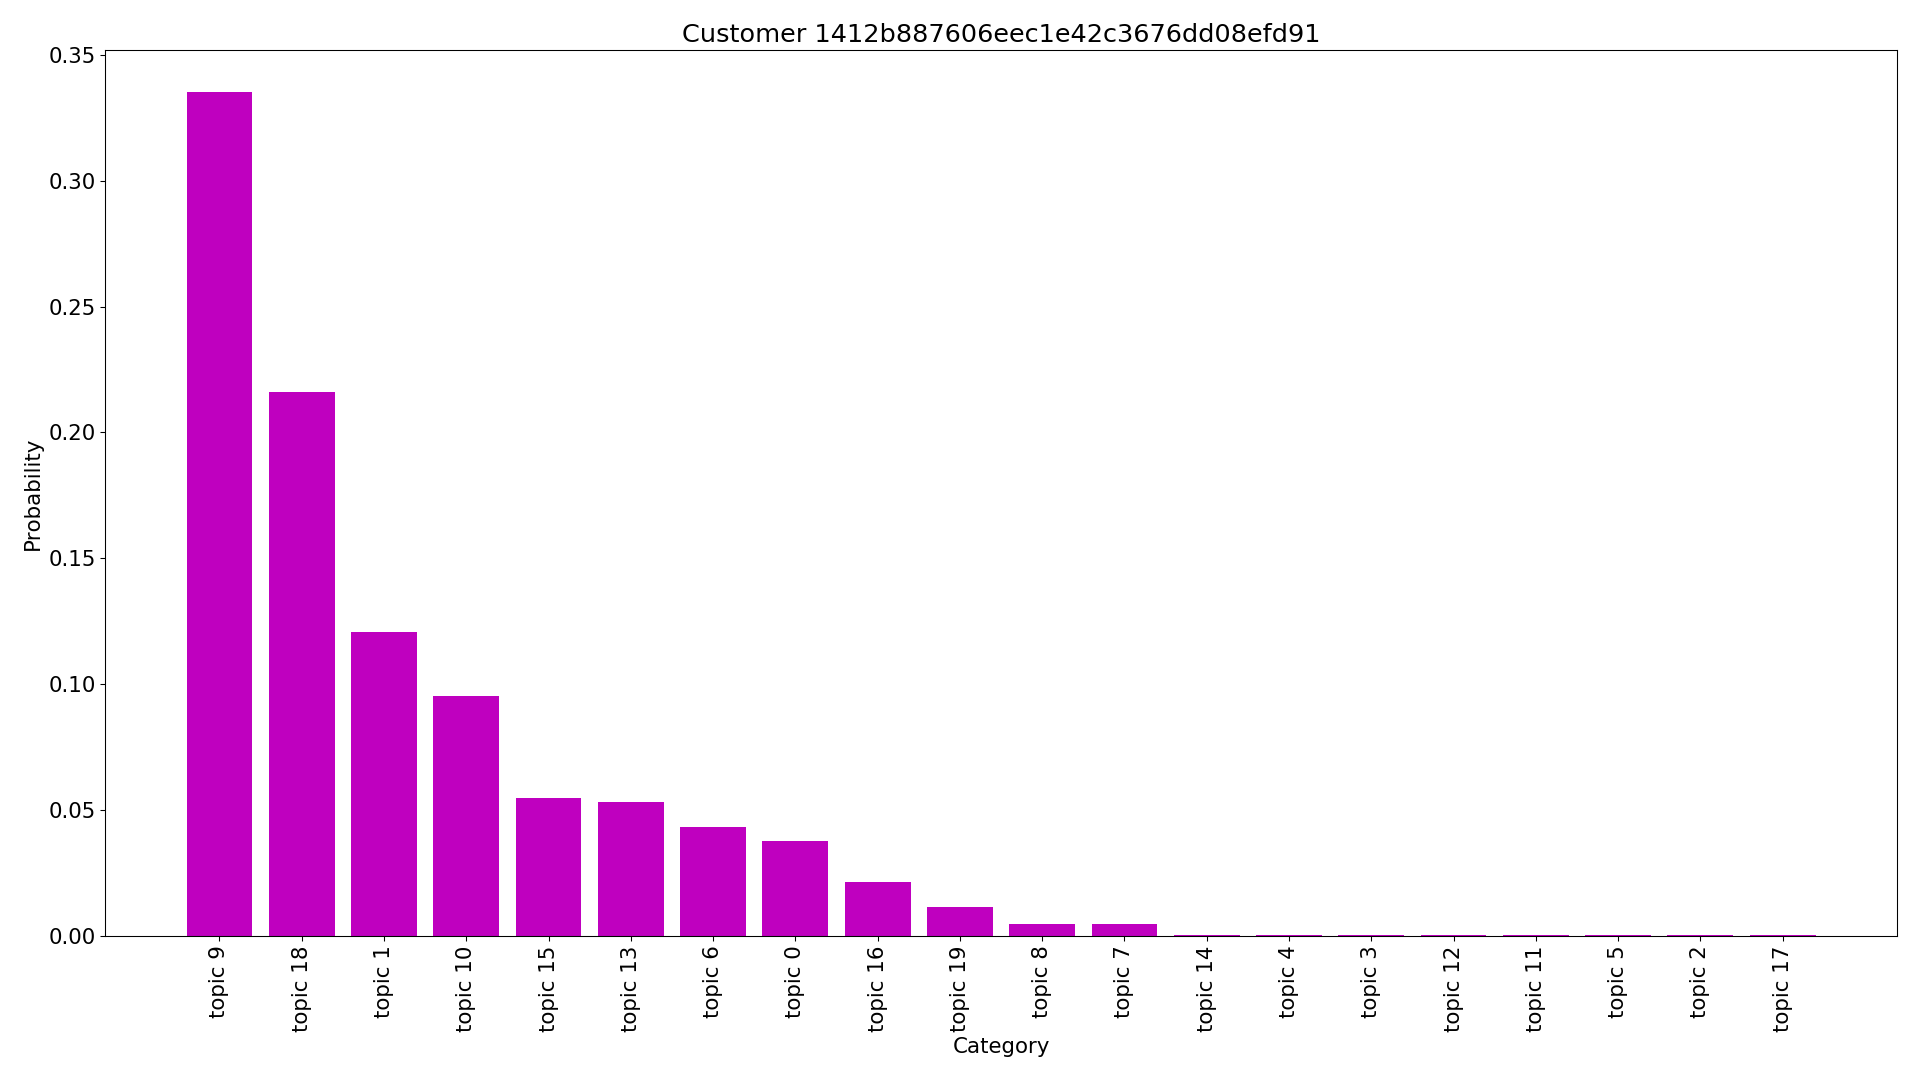 Customer 1412b887606eec1e42c3676dd08efd91
0.35
0.30
0.25
0.20
0.15
0.10
0.05
0.00
Probability
topic 9
topic 18
topic 1
topic 10
topic 15
topic 13
topic 6
topic 0
topic 16
topic 19
topic 8
topic 7
topic 14
topic 4
topic 3
topic 12
topic 11
topic 5
topic 2
topic 17
Category